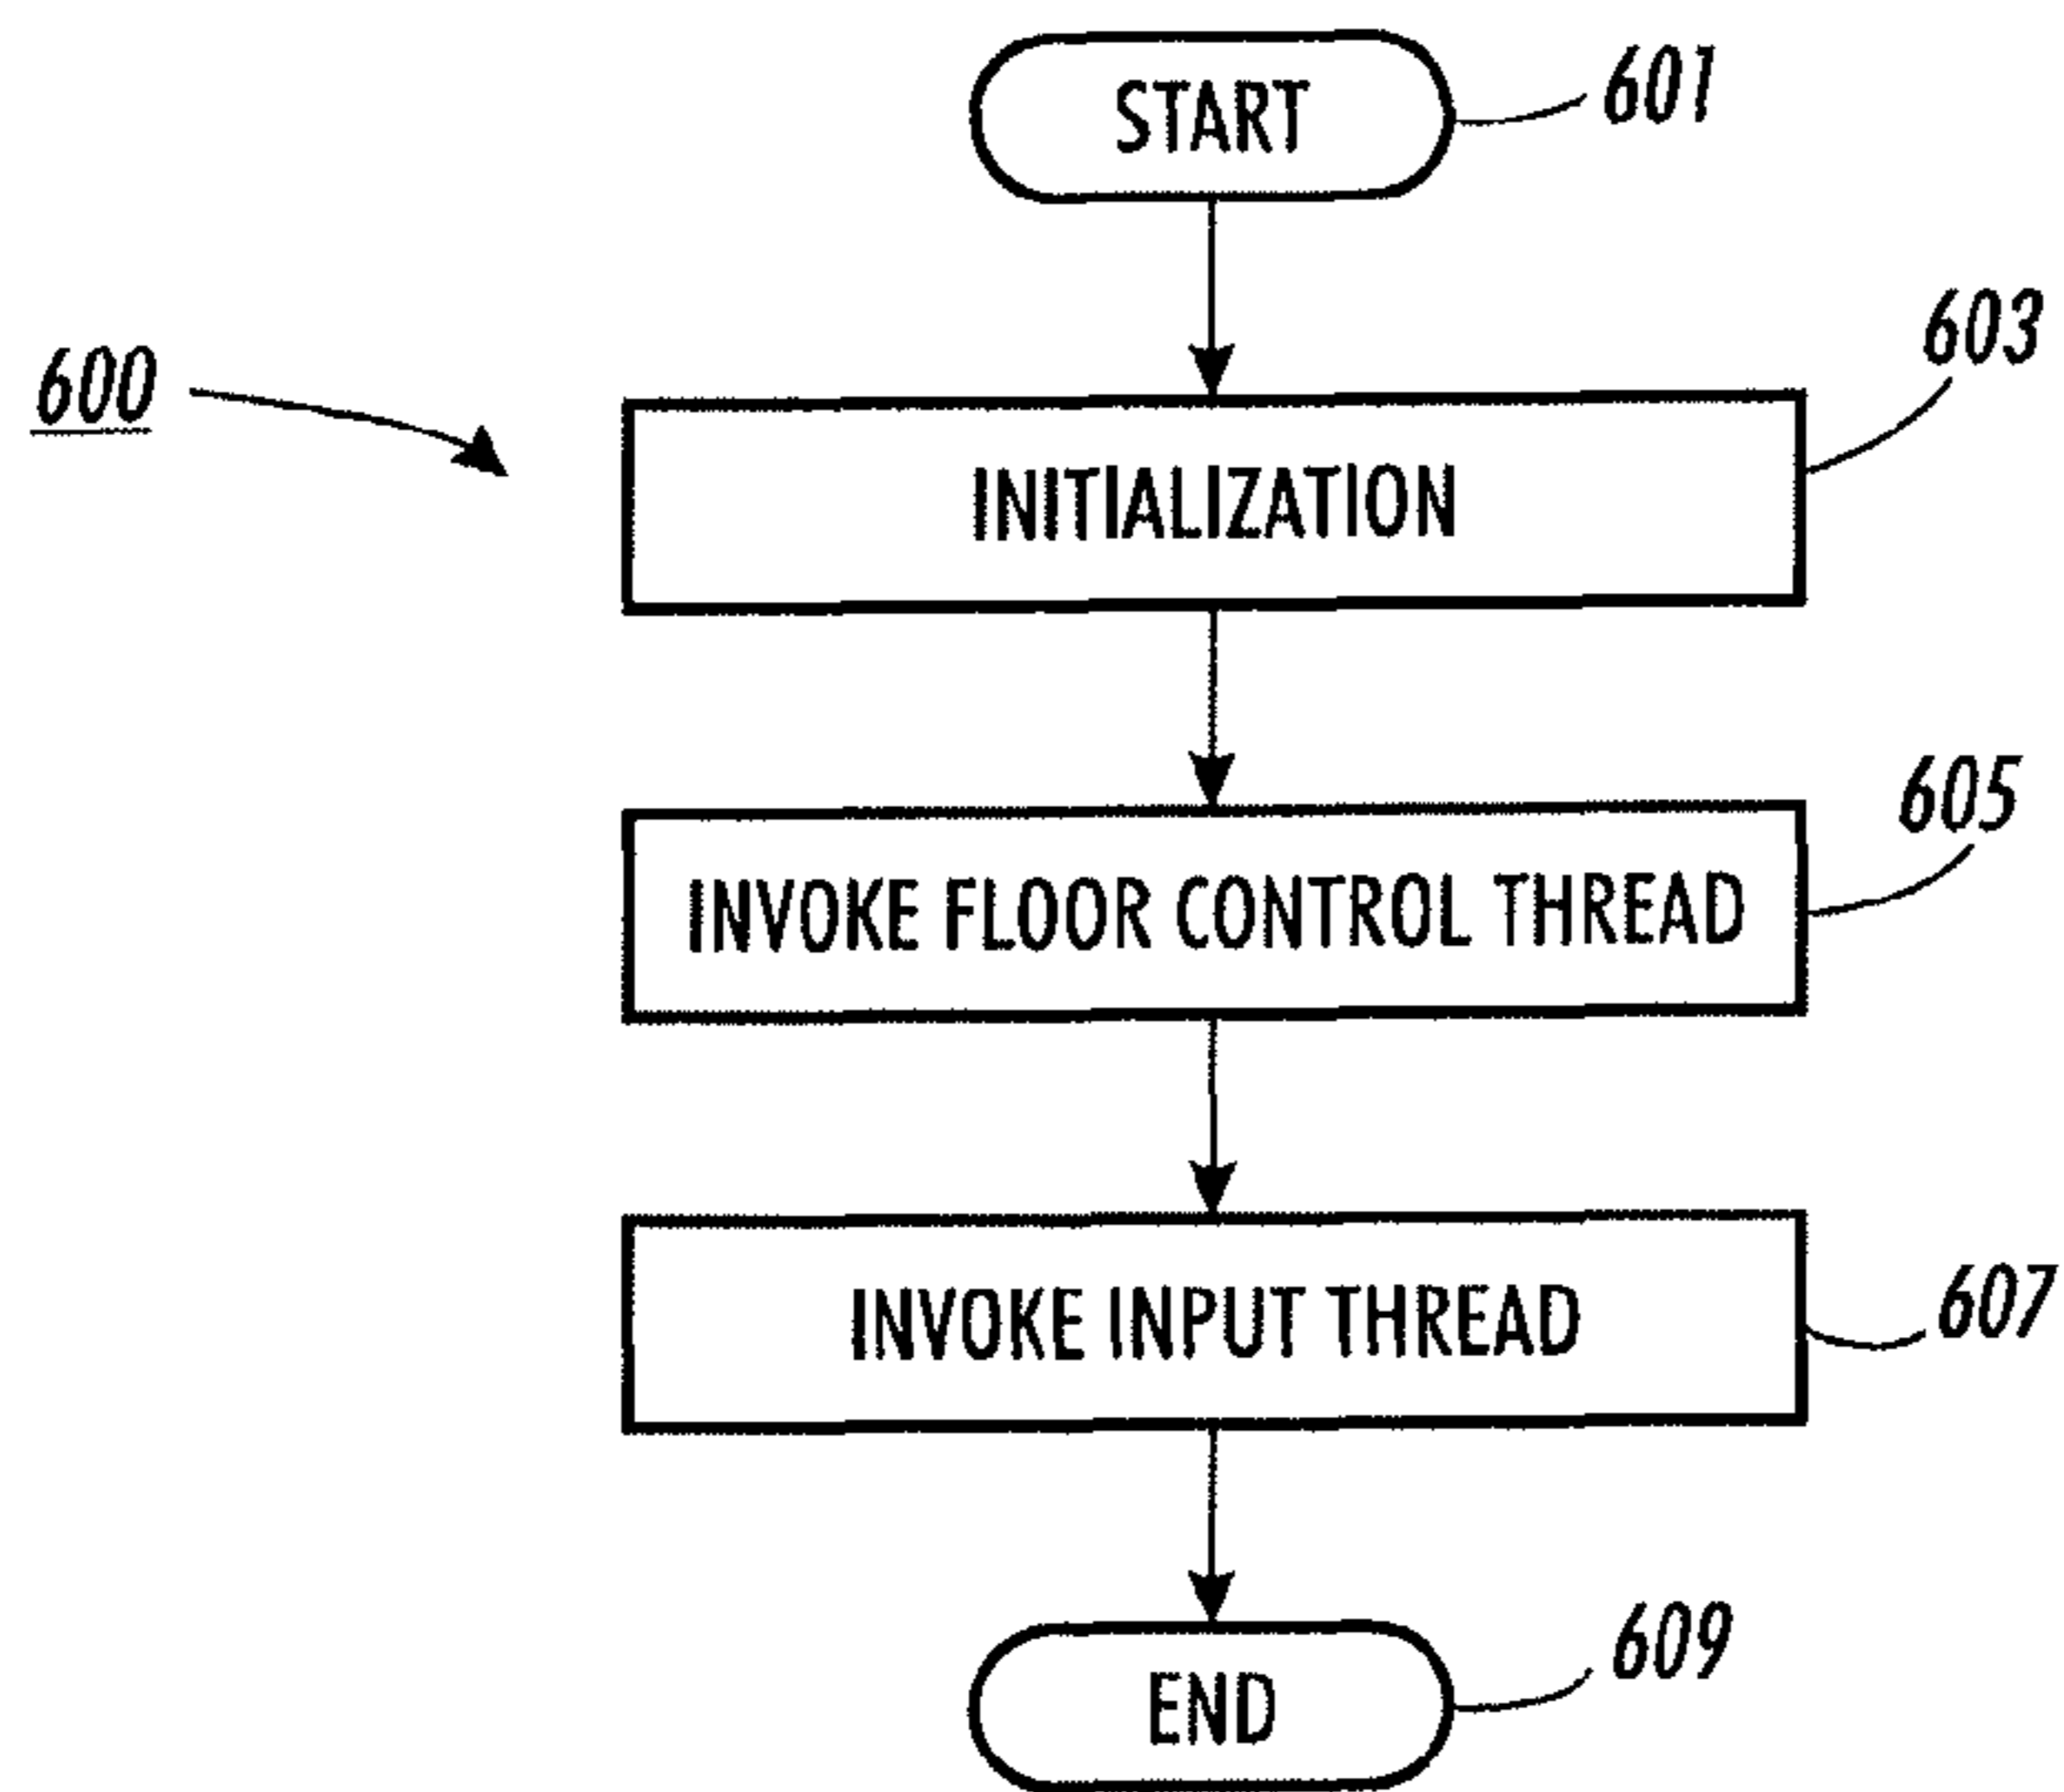 START
601
600
603
INITIALIZATION
605
INVOKE FLOOR CONTROL THREAD
607
INVOKE INPUT THREAD
609
END